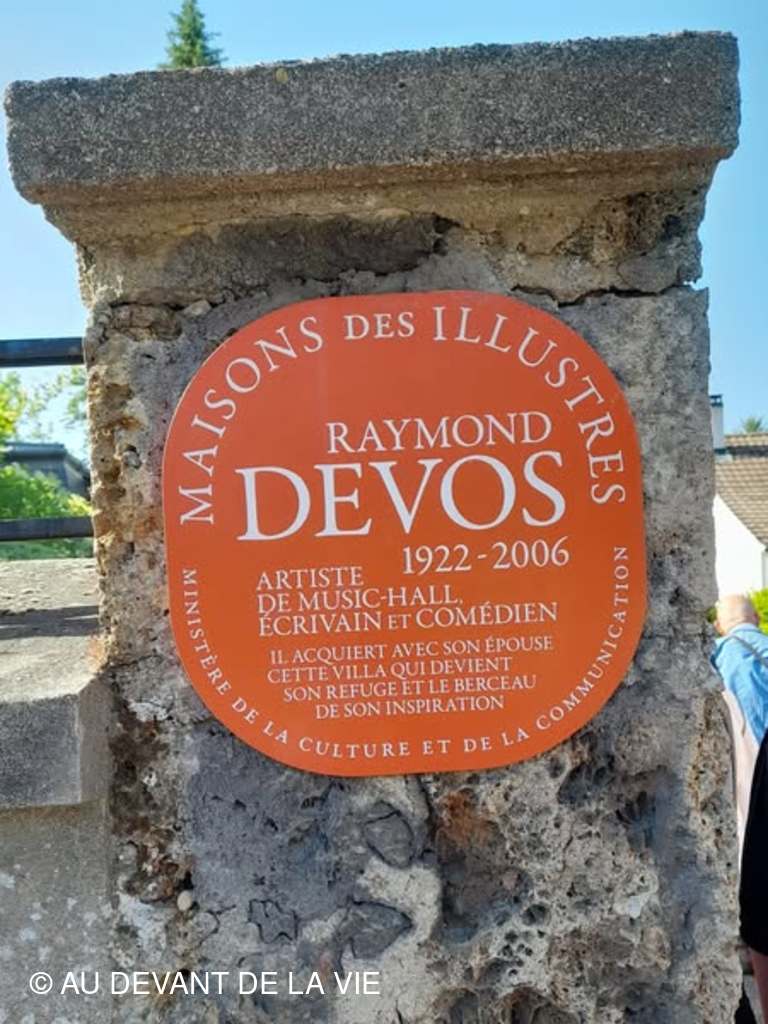 MAISONS DES ILLUSTRES
RAYMOND
DEVOS
1922 - 2006
ARTISTE
DE MUSIC-HALL,
ÉCRIVAIN ET COMÉDIEN
IL ACQUIERT AVEC SON ÉPOUSE
CETTE VILLA QUI DEVIENT
SON REFUGE ET LE BERCEAU
DE SON INSPIRATION
MINISTÈRE DE LA CULTURE ET DE LA COMMUNICATION
© AU DEVANT DE LA VIE